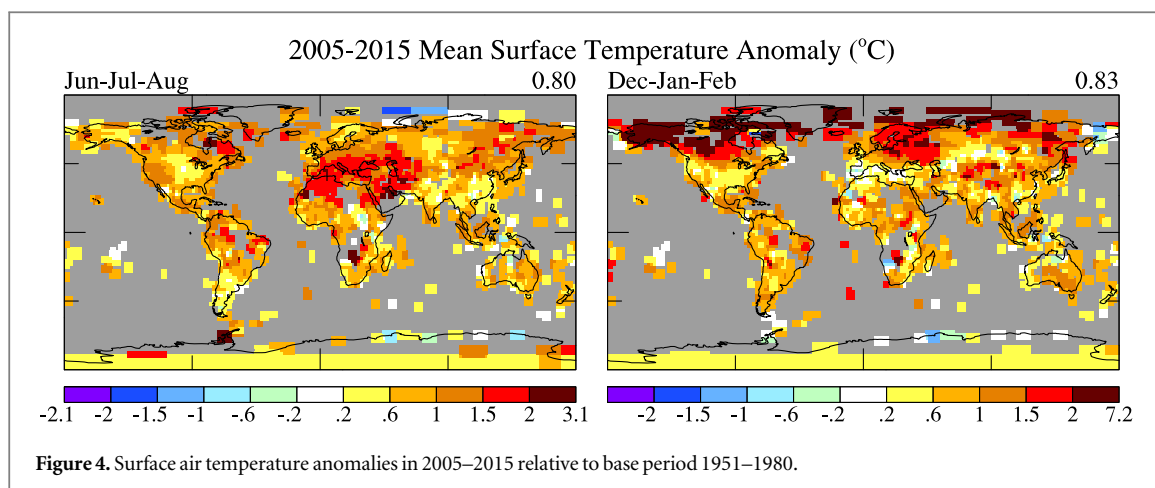 2005-2015 Mean Surface Temperature Anomaly (°C)
Jun-Jul-Aug 0.80
Dec-Jan-Feb 0.83
-2.1 -2 -1.5 -1 -.6 -.2 .2 .6 1 1.5 2 3.1
-2 -1.5 -1 -.6 -.2 .2 .6 1 1.5 2 7.2
Figure 4. Surface air temperature anomalies in 2005–2015 relative to base period 1951–1980.